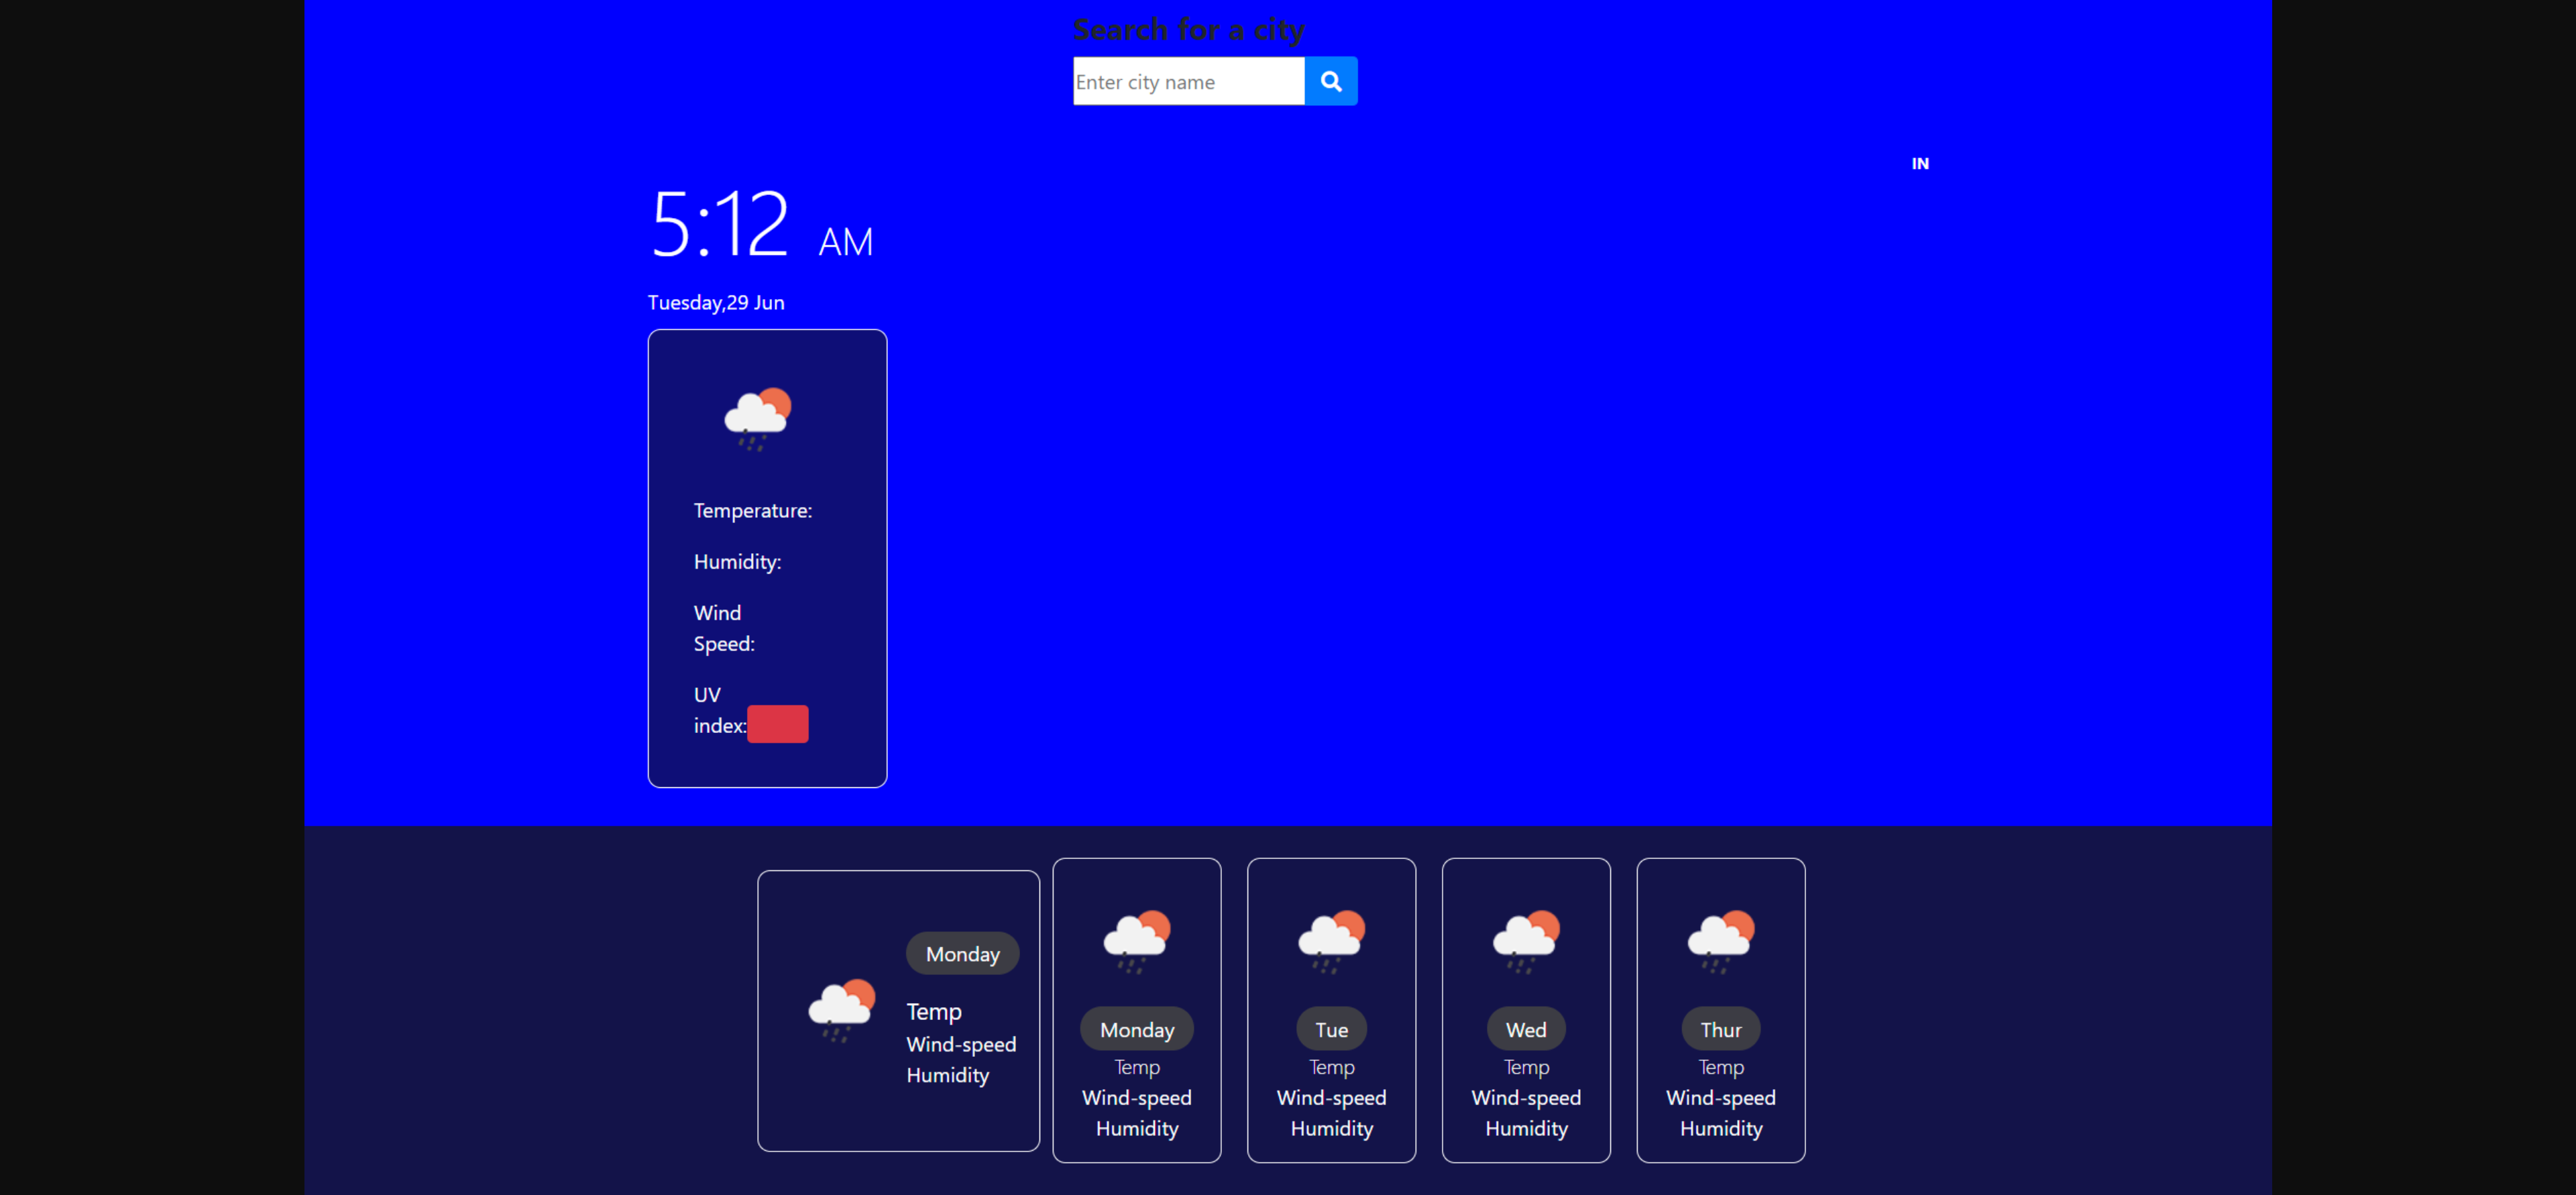 Search for a city
Enter city name
IN
5:12 AM
Tuesday,29 Jun
Temperature:
Humidity:
Wind
Speed:
UV
index:
Monday
Temp
Wind-speed
Humidity
Monday
Temp
Wind-speed
Humidity
Tue
Temp
Wind-speed
Humidity
Wed
Temp
Wind-speed
Humidity
Thur
Temp
Wind-speed
Humidity